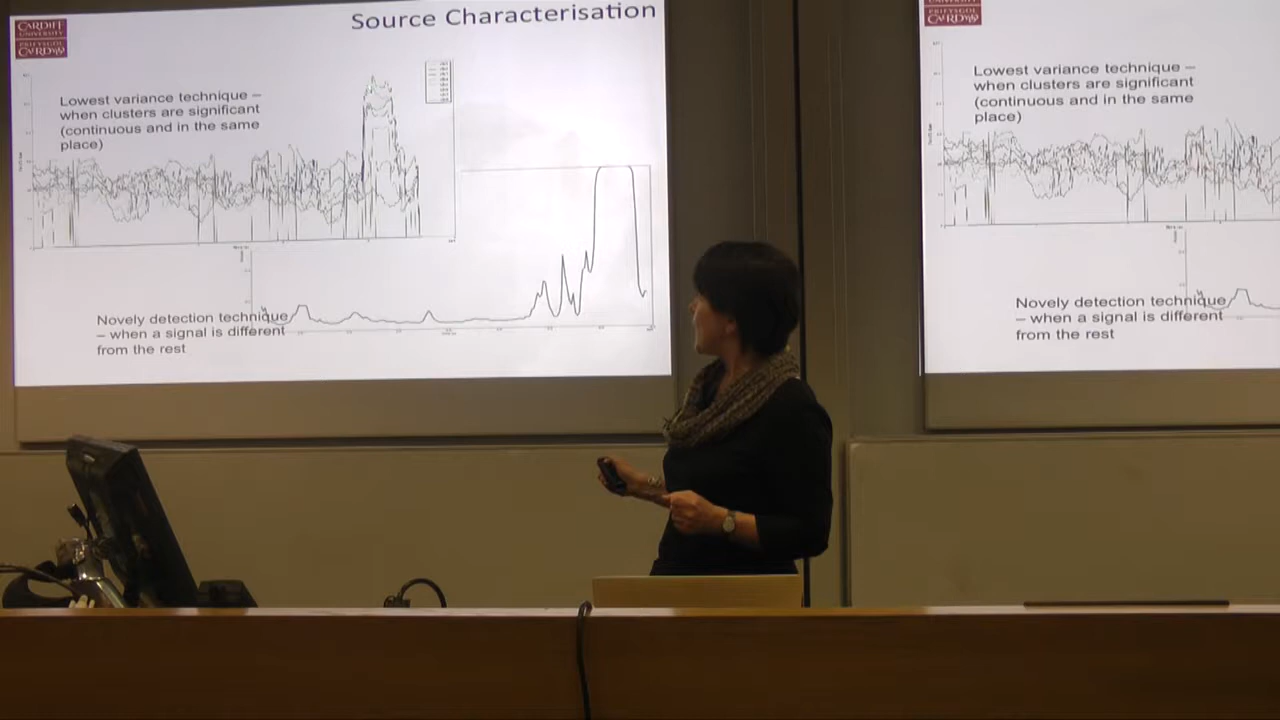 CARDIFF
UNIVERSITY
PRIFYSGOL
CAERDYDD
Source Characterisation
Lowest variance technique –
when clusters are significant
(continuous and in the same
place)
Novely detection technique
– when a signal is different
from the rest
Lowest variance technique –
when clusters are significant
(continuous and in the same
place)
Novely detection technique
– when a signal is different
from the rest